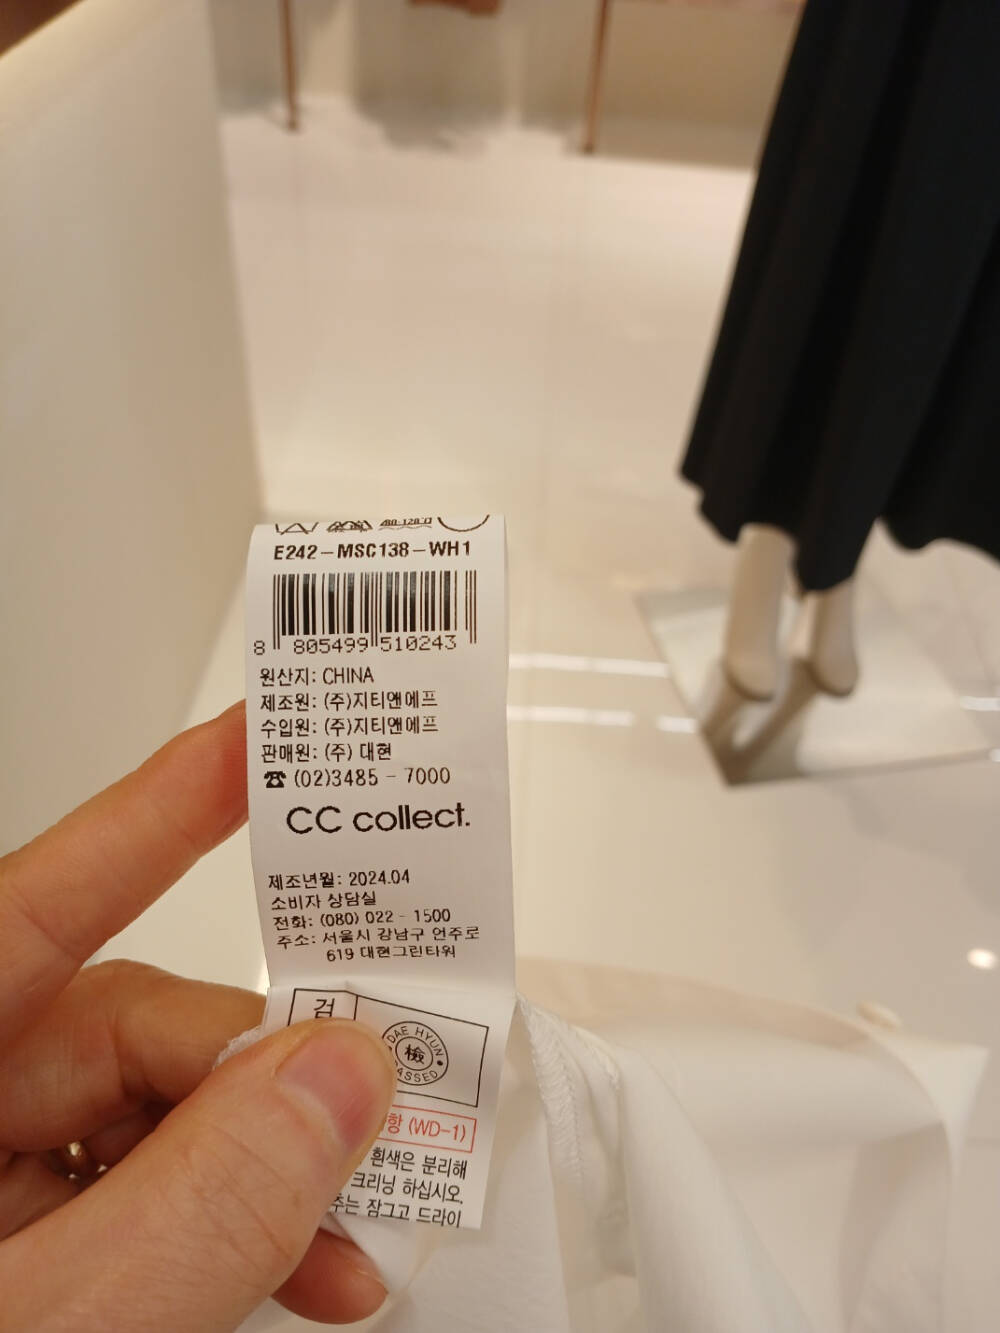 E242-MSC138-WH1
8 805499 510243
원산지: CHINA
제조원: (주)지티앤에프
수입원: (주)지티앤에프
판매원: (주) 대현
☎ (02)3485 - 7000
CC collect.
제조년월: 2024.04
소비자 상담실
전화: (080) 022 - 1500
주소: 서울시 강남구 언주로
619 대현그린타워
검
DAE HYUN
檢
PASSED
(WD-1)
흰색은 분리해
크리닝 하십시오.
잠그고 드라이